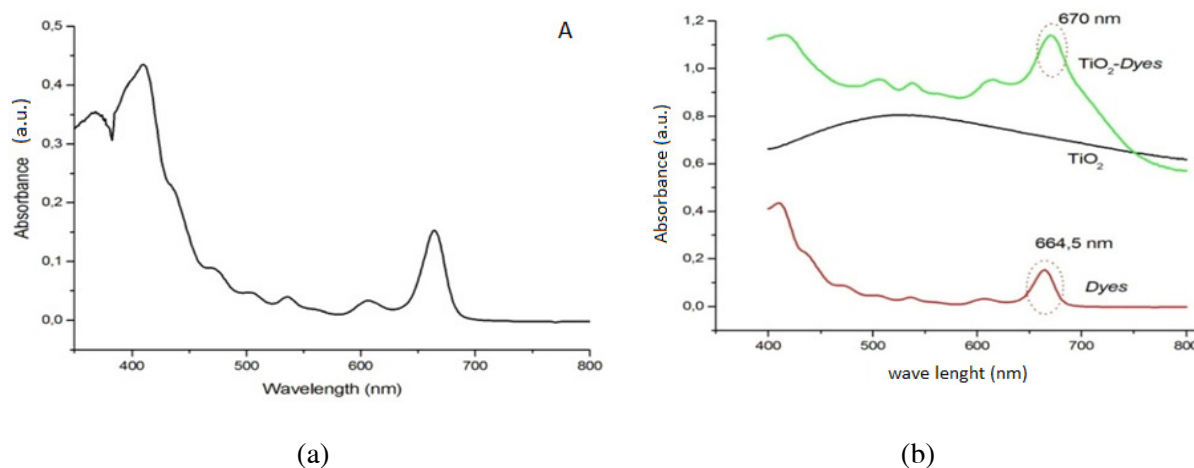 A
0,5
0,4
0,3
0,2
0,1
0,0
Absorbance (a.u.)
400 500 600 700 800
Wavelength (nm)
(a)
1,2
1,0
0,8
0,6
0,4
0,2
0,0
Absorbance (a.u.)
670 nm
TiO₂-Dyes
TiO₂
664,5 nm
Dyes
400 500 600 700 800
wave lenght (nm)
(b)